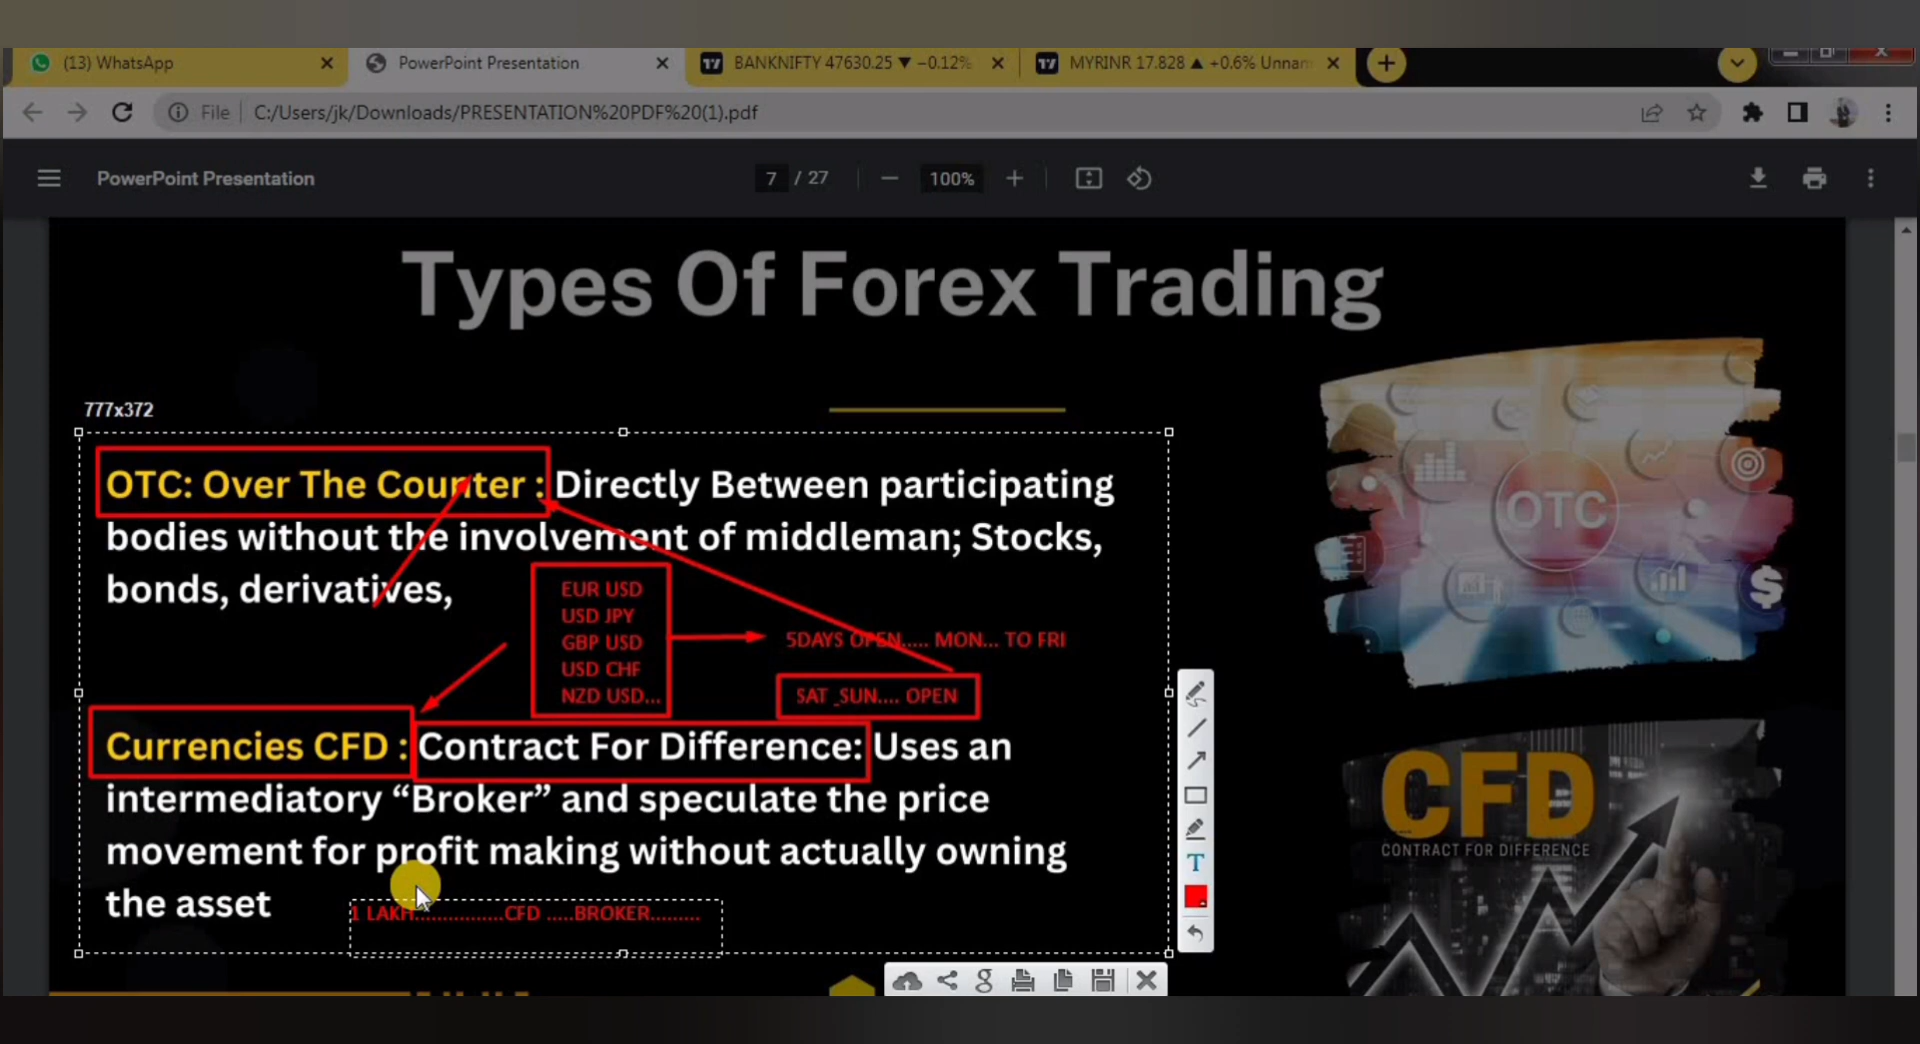 (13) WhatsApp
PowerPoint Presentation
BANKNIFTY 47630.25 ▼ −0.12%
MYRINR 17.828 ▲ +0.6% Unnam
File
C:/Users/jk/Downloads/PRESENTATION%20PDF%20(1).pdf
PowerPoint Presentation
7 / 27
100%
Types Of Forex Trading
777x372
OTC: Over The Counter : Directly Between participating
bodies without the involvement of middleman; Stocks,
bonds, derivatives,
EUR USD
USD JPY
GBP USD
USD CHF
NZD USD...
5DAYS OPEN..... MON... TO FRI
SAT _SUN.... OPEN
Currencies CFD : Contract For Difference: Uses an
intermediatory “Broker” and speculate the price
movement for profit making without actually owning
the asset
1 LAKH................CFD .....BROKER.........
OTC
$
CFD
CONTRACT FOR DIFFERENCE
T
g